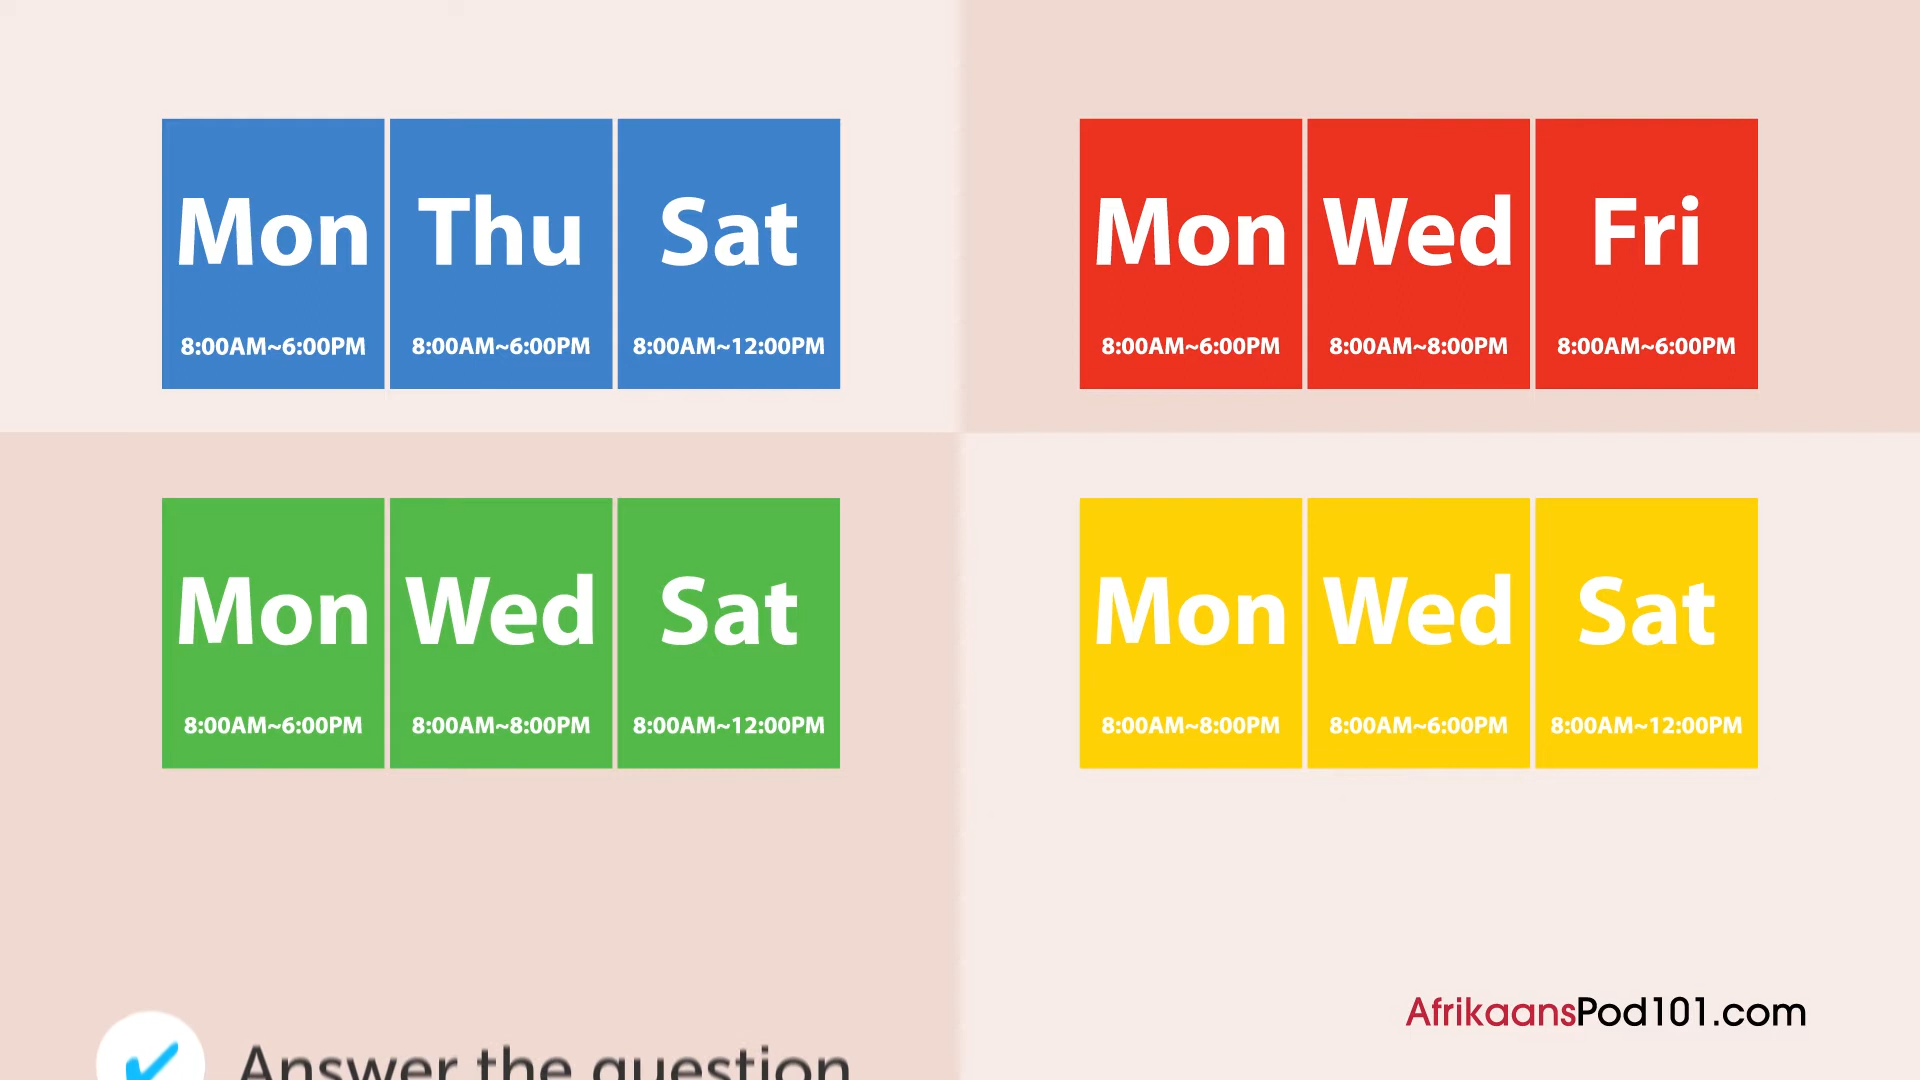 Mon Thu Sat
8:00AM~6:00PM 8:00AM~6:00PM 8:00AM~12:00PM
Mon Wed Fri
8:00AM~6:00PM 8:00AM~8:00PM 8:00AM~6:00PM
Mon Wed Sat
8:00AM~6:00PM 8:00AM~8:00PM 8:00AM~12:00PM
Mon Wed Sat
8:00AM~8:00PM 8:00AM~6:00PM 8:00AM~12:00PM
AfrikaansPod101.com
Answer the question